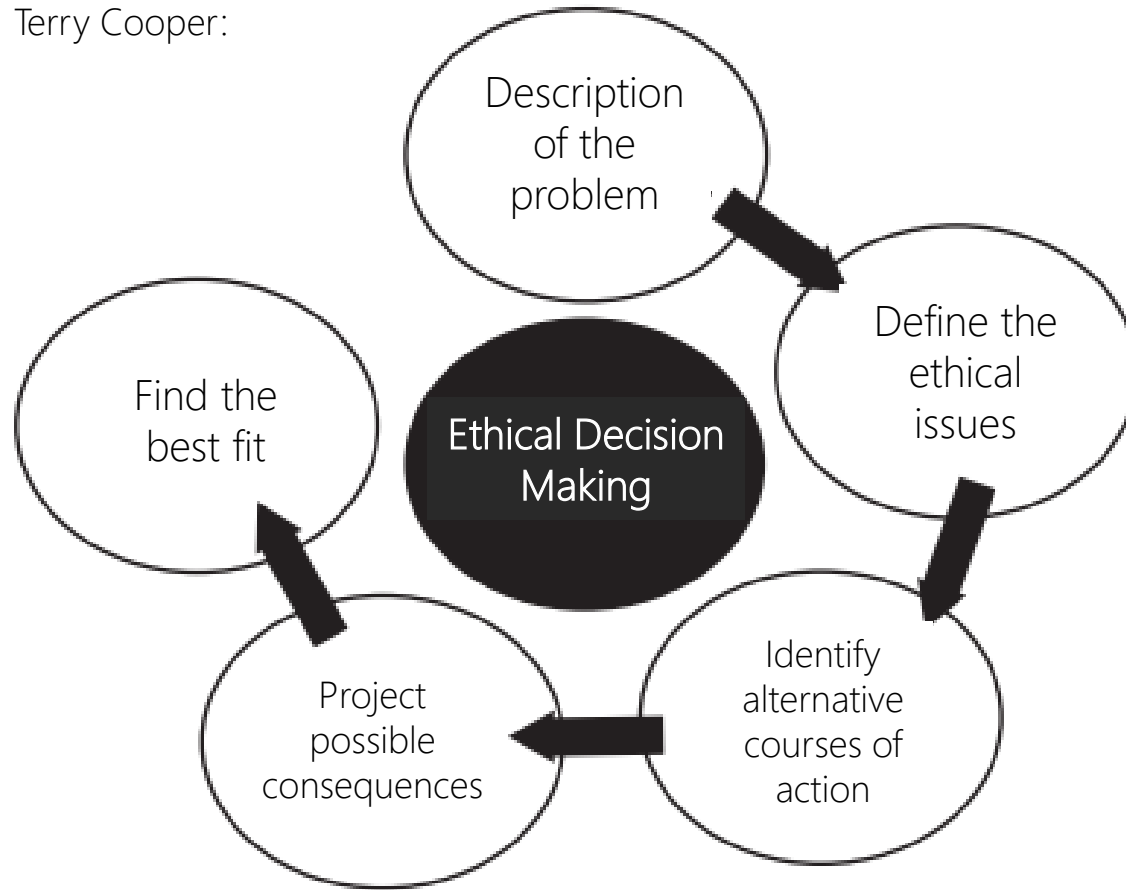 Terry Cooper:
Description
of the
problem
Define the
ethical
issues
Identify
alternative
courses of
action
Project
possible
consequences
Find the
best fit
Ethical Decision
Making